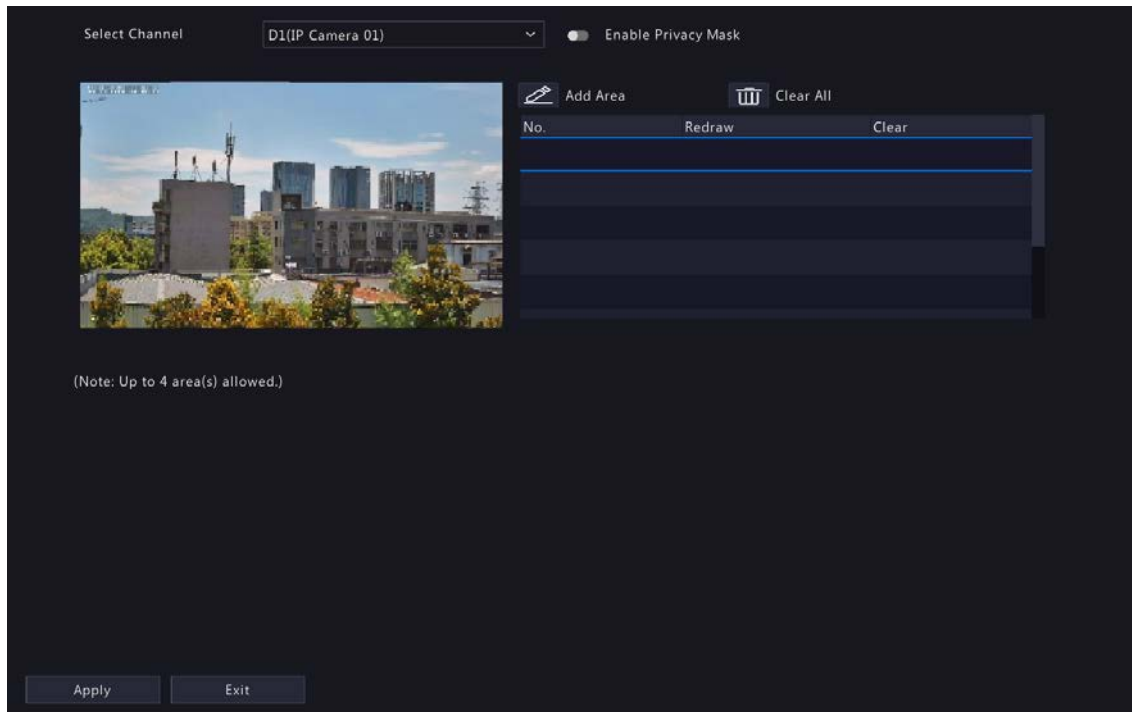 Select Channel D1(IP Camera 01) Enable Privacy Mask
Add Area Clear All
No. Redraw Clear
(Note: Up to 4 area(s) allowed.)
Apply Exit